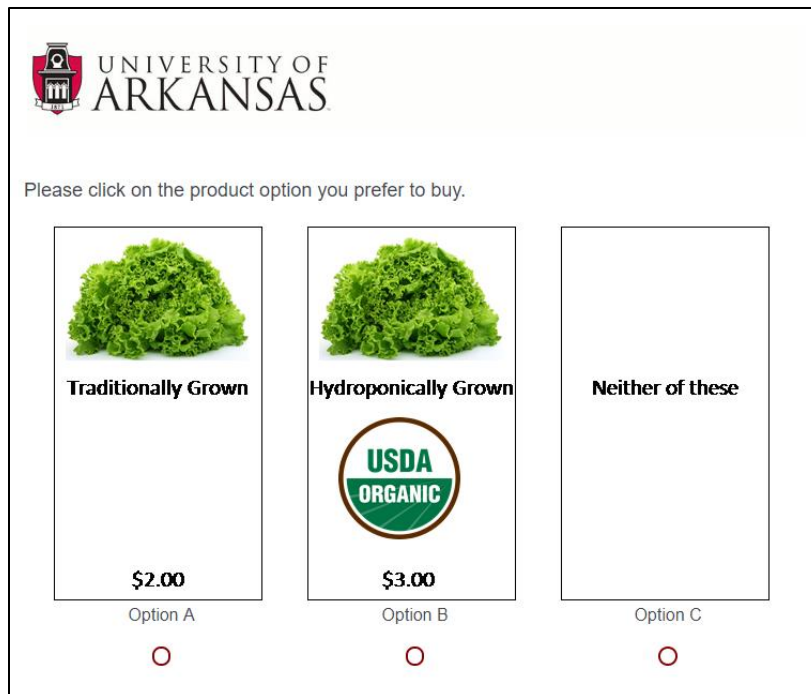 UNIVERSITY OF
ARKANSAS
Please click on the product option you prefer to buy.
Traditionally Grown
$2.00
Option A
Hydroponically Grown
USDA
ORGANIC
$3.00
Option B
Neither of these
Option C